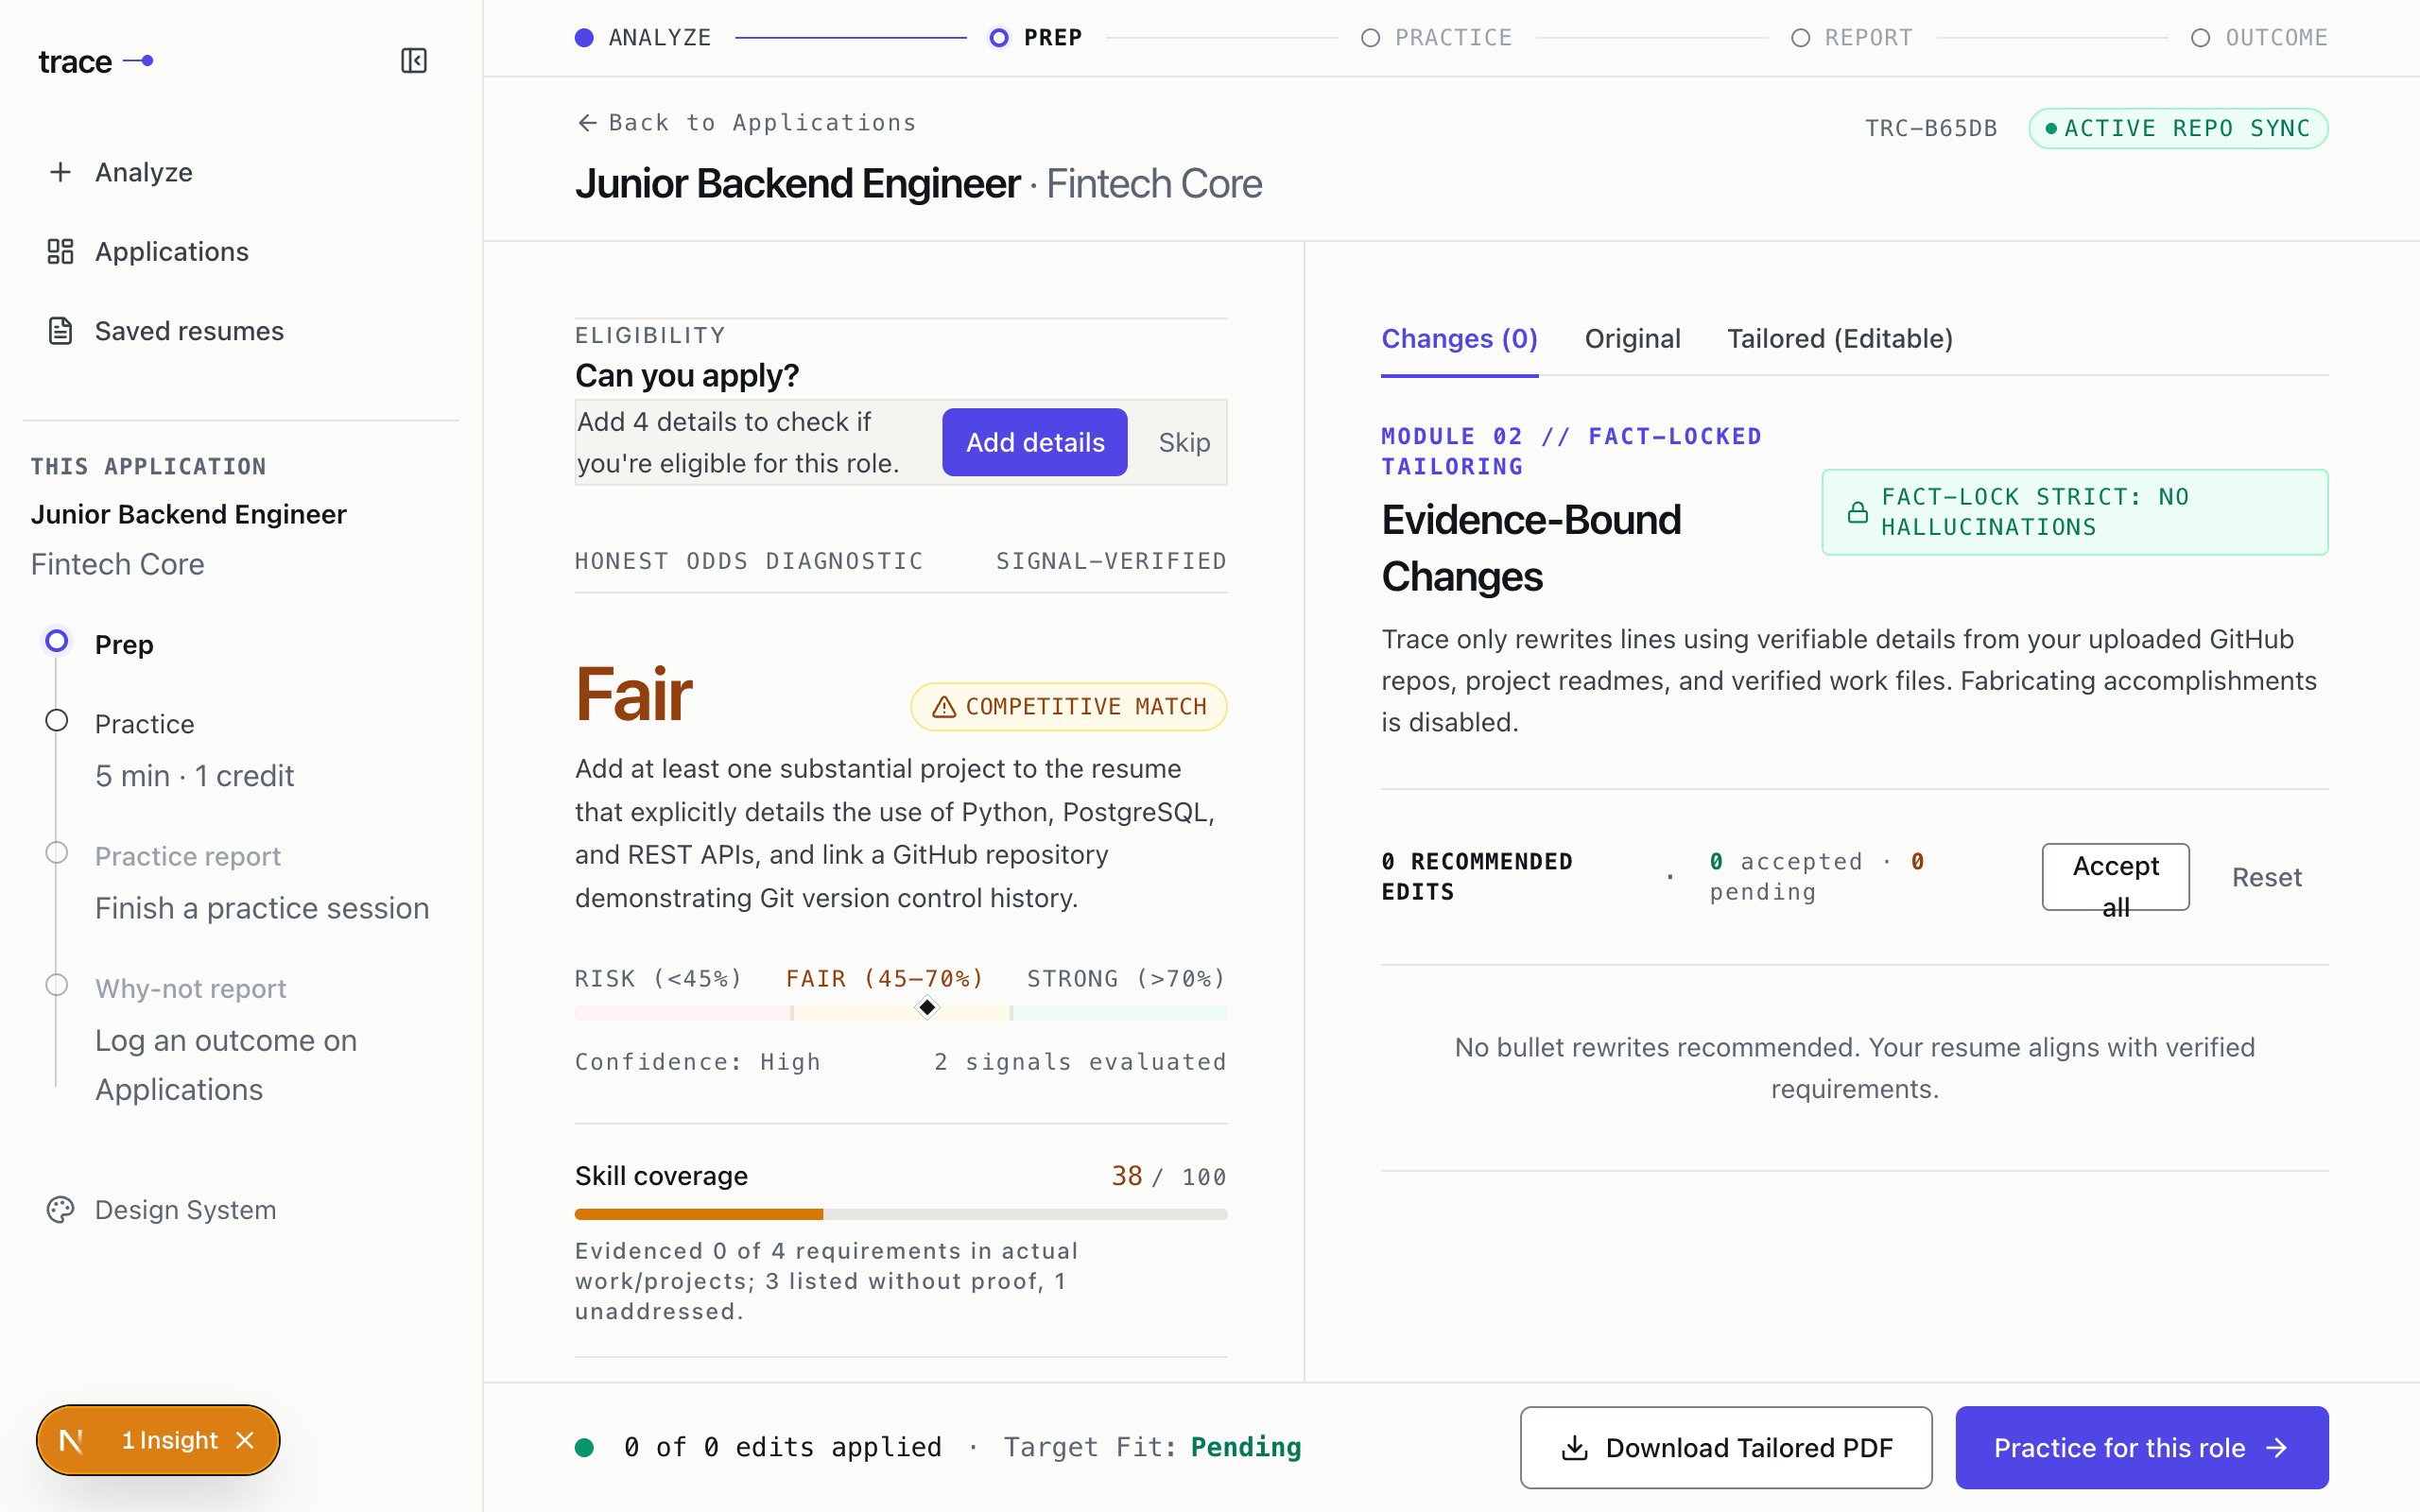 trace
Analyze
Applications
Saved resumes
THIS APPLICATION
Junior Backend Engineer
Fintech Core
Prep
Practice
5 min · 1 credit
Practice report
Finish a practice session
Why-not report
Log an outcome on
Applications
Design System
N 1 Insight
ANALYZE
PREP
PRACTICE
REPORT
OUTCOME
Back to Applications
TRC-B65DB
ACTIVE REPO SYNC
Junior Backend Engineer · Fintech Core
ELIGIBILITY
Can you apply?
Add 4 details to check if
you're eligible for this role.
Add details
Skip
HONEST ODDS DIAGNOSTIC
SIGNAL-VERIFIED
Fair
COMPETITIVE MATCH
Add at least one substantial project to the resume
that explicitly details the use of Python, PostgreSQL,
and REST APIs, and link a GitHub repository
demonstrating Git version control history.
RISK (<45%)
FAIR (45–70%)
STRONG (>70%)
Confidence: High
2 signals evaluated
Skill coverage
38 / 100
Evidenced 0 of 4 requirements in actual
work/projects; 3 listed without proof, 1
unaddressed.
Changes (0)
Original
Tailored (Editable)
MODULE 02 // FACT-LOCKED
TAILORING
Evidence-Bound
Changes
FACT-LOCK STRICT: NO
HALLUCINATIONS
Trace only rewrites lines using verifiable details from your uploaded GitHub
repos, project readmes, and verified work files. Fabricating accomplishments
is disabled.
0 RECOMMENDED
EDITS
·
0 accepted · 0
pending
Accept
all
Reset
No bullet rewrites recommended. Your resume aligns with verified
requirements.
0 of 0 edits applied · Target Fit: Pending
Download Tailored PDF
Practice for this role